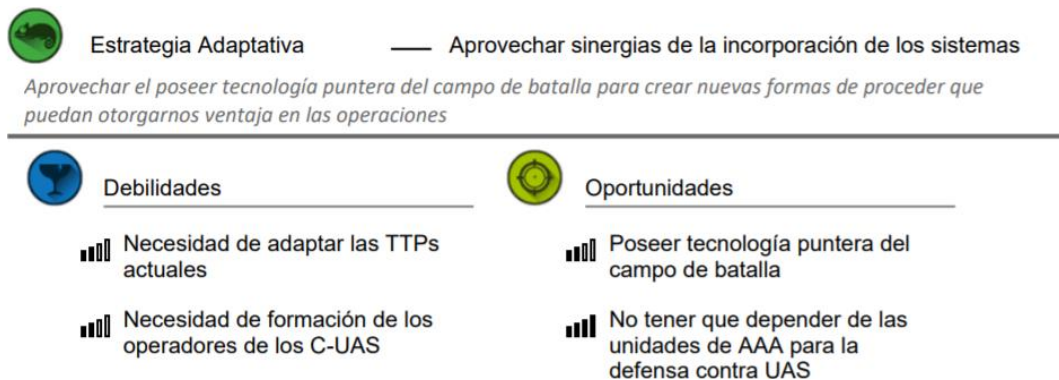 Estrategia Adaptativa — Aprovechar sinergias de la incorporación de los sistemas
Aprovechar el poseer tecnología puntera del campo de batalla para crear nuevas formas de proceder que
puedan otorgarnos ventaja en las operaciones
Debilidades
Necesidad de adaptar las TTPs
actuales
Necesidad de formación de los
operadores de los C-UAS
Oportunidades
Poseer tecnología puntera del
campo de batalla
No tener que depender de las
unidades de AAA para la
defensa contra UAS